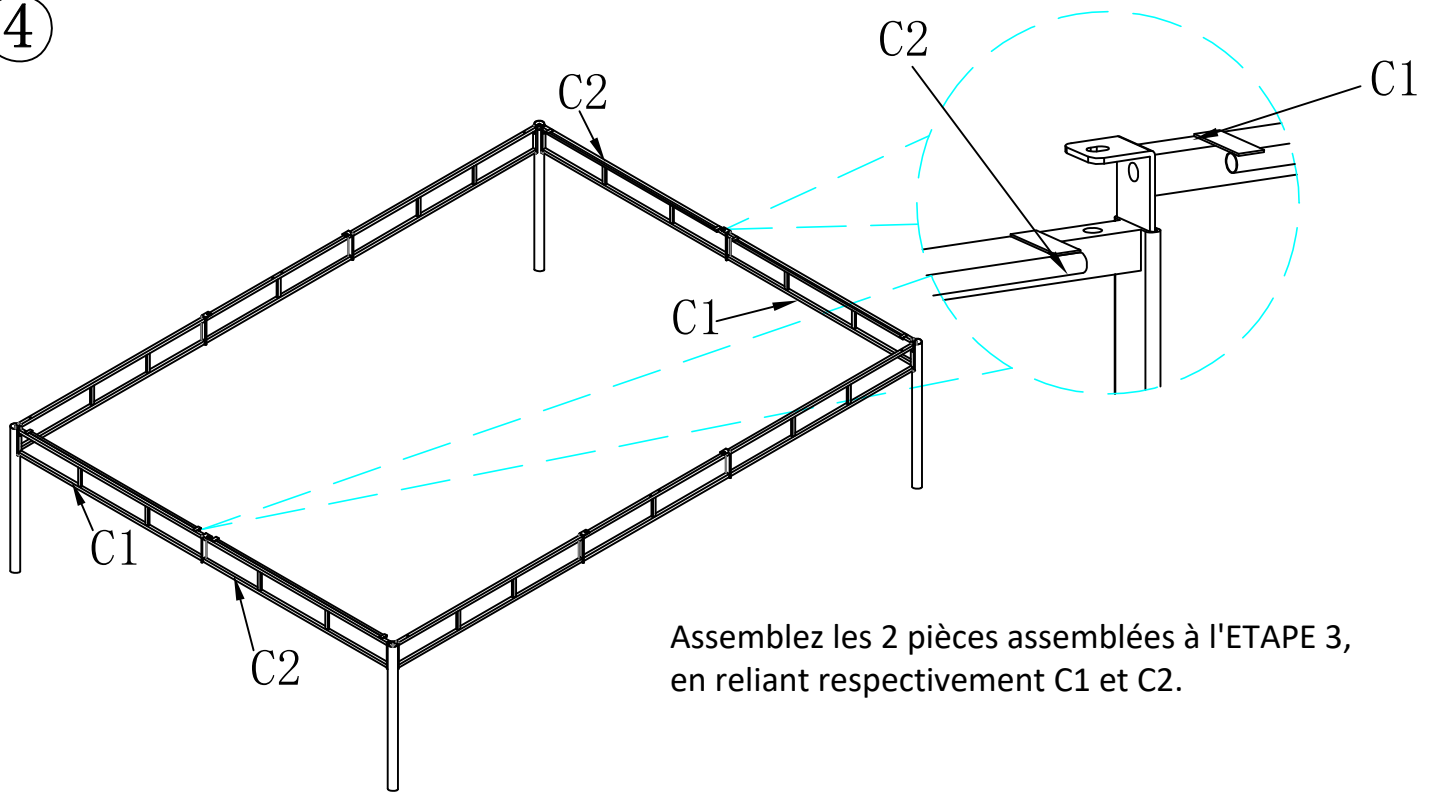 4
C2
C1
C2
C1
C1
C2
Assemblez les 2 pièces assemblées à l'ETAPE 3,
en reliant respectivement C1 et C2.